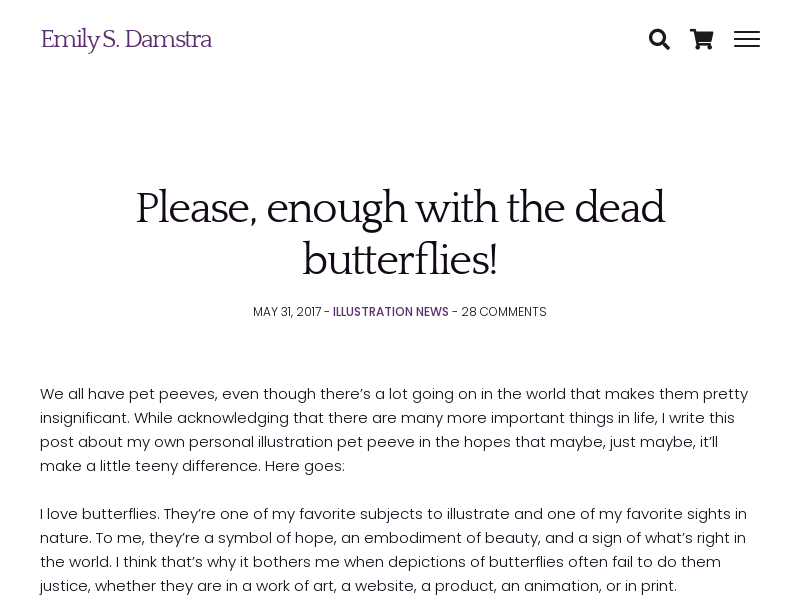 Emily S. Damstra
Please, enough with the dead
butterflies!
MAY 31, 2017 - ILLUSTRATION NEWS - 28 COMMENTS
We all have pet peeves, even though there’s a lot going on in the world that makes them pretty
insignificant. While acknowledging that there are many more important things in life, I write this
post about my own personal illustration pet peeve in the hopes that maybe, just maybe, it’ll
make a little teeny difference. Here goes:
I love butterflies. They’re one of my favorite subjects to illustrate and one of my favorite sights in
nature. To me, they’re a symbol of hope, an embodiment of beauty, and a sign of what’s right in
the world. I think that’s why it bothers me when depictions of butterflies often fail to do them
justice, whether they are in a work of art, a website, a product, an animation, or in print.